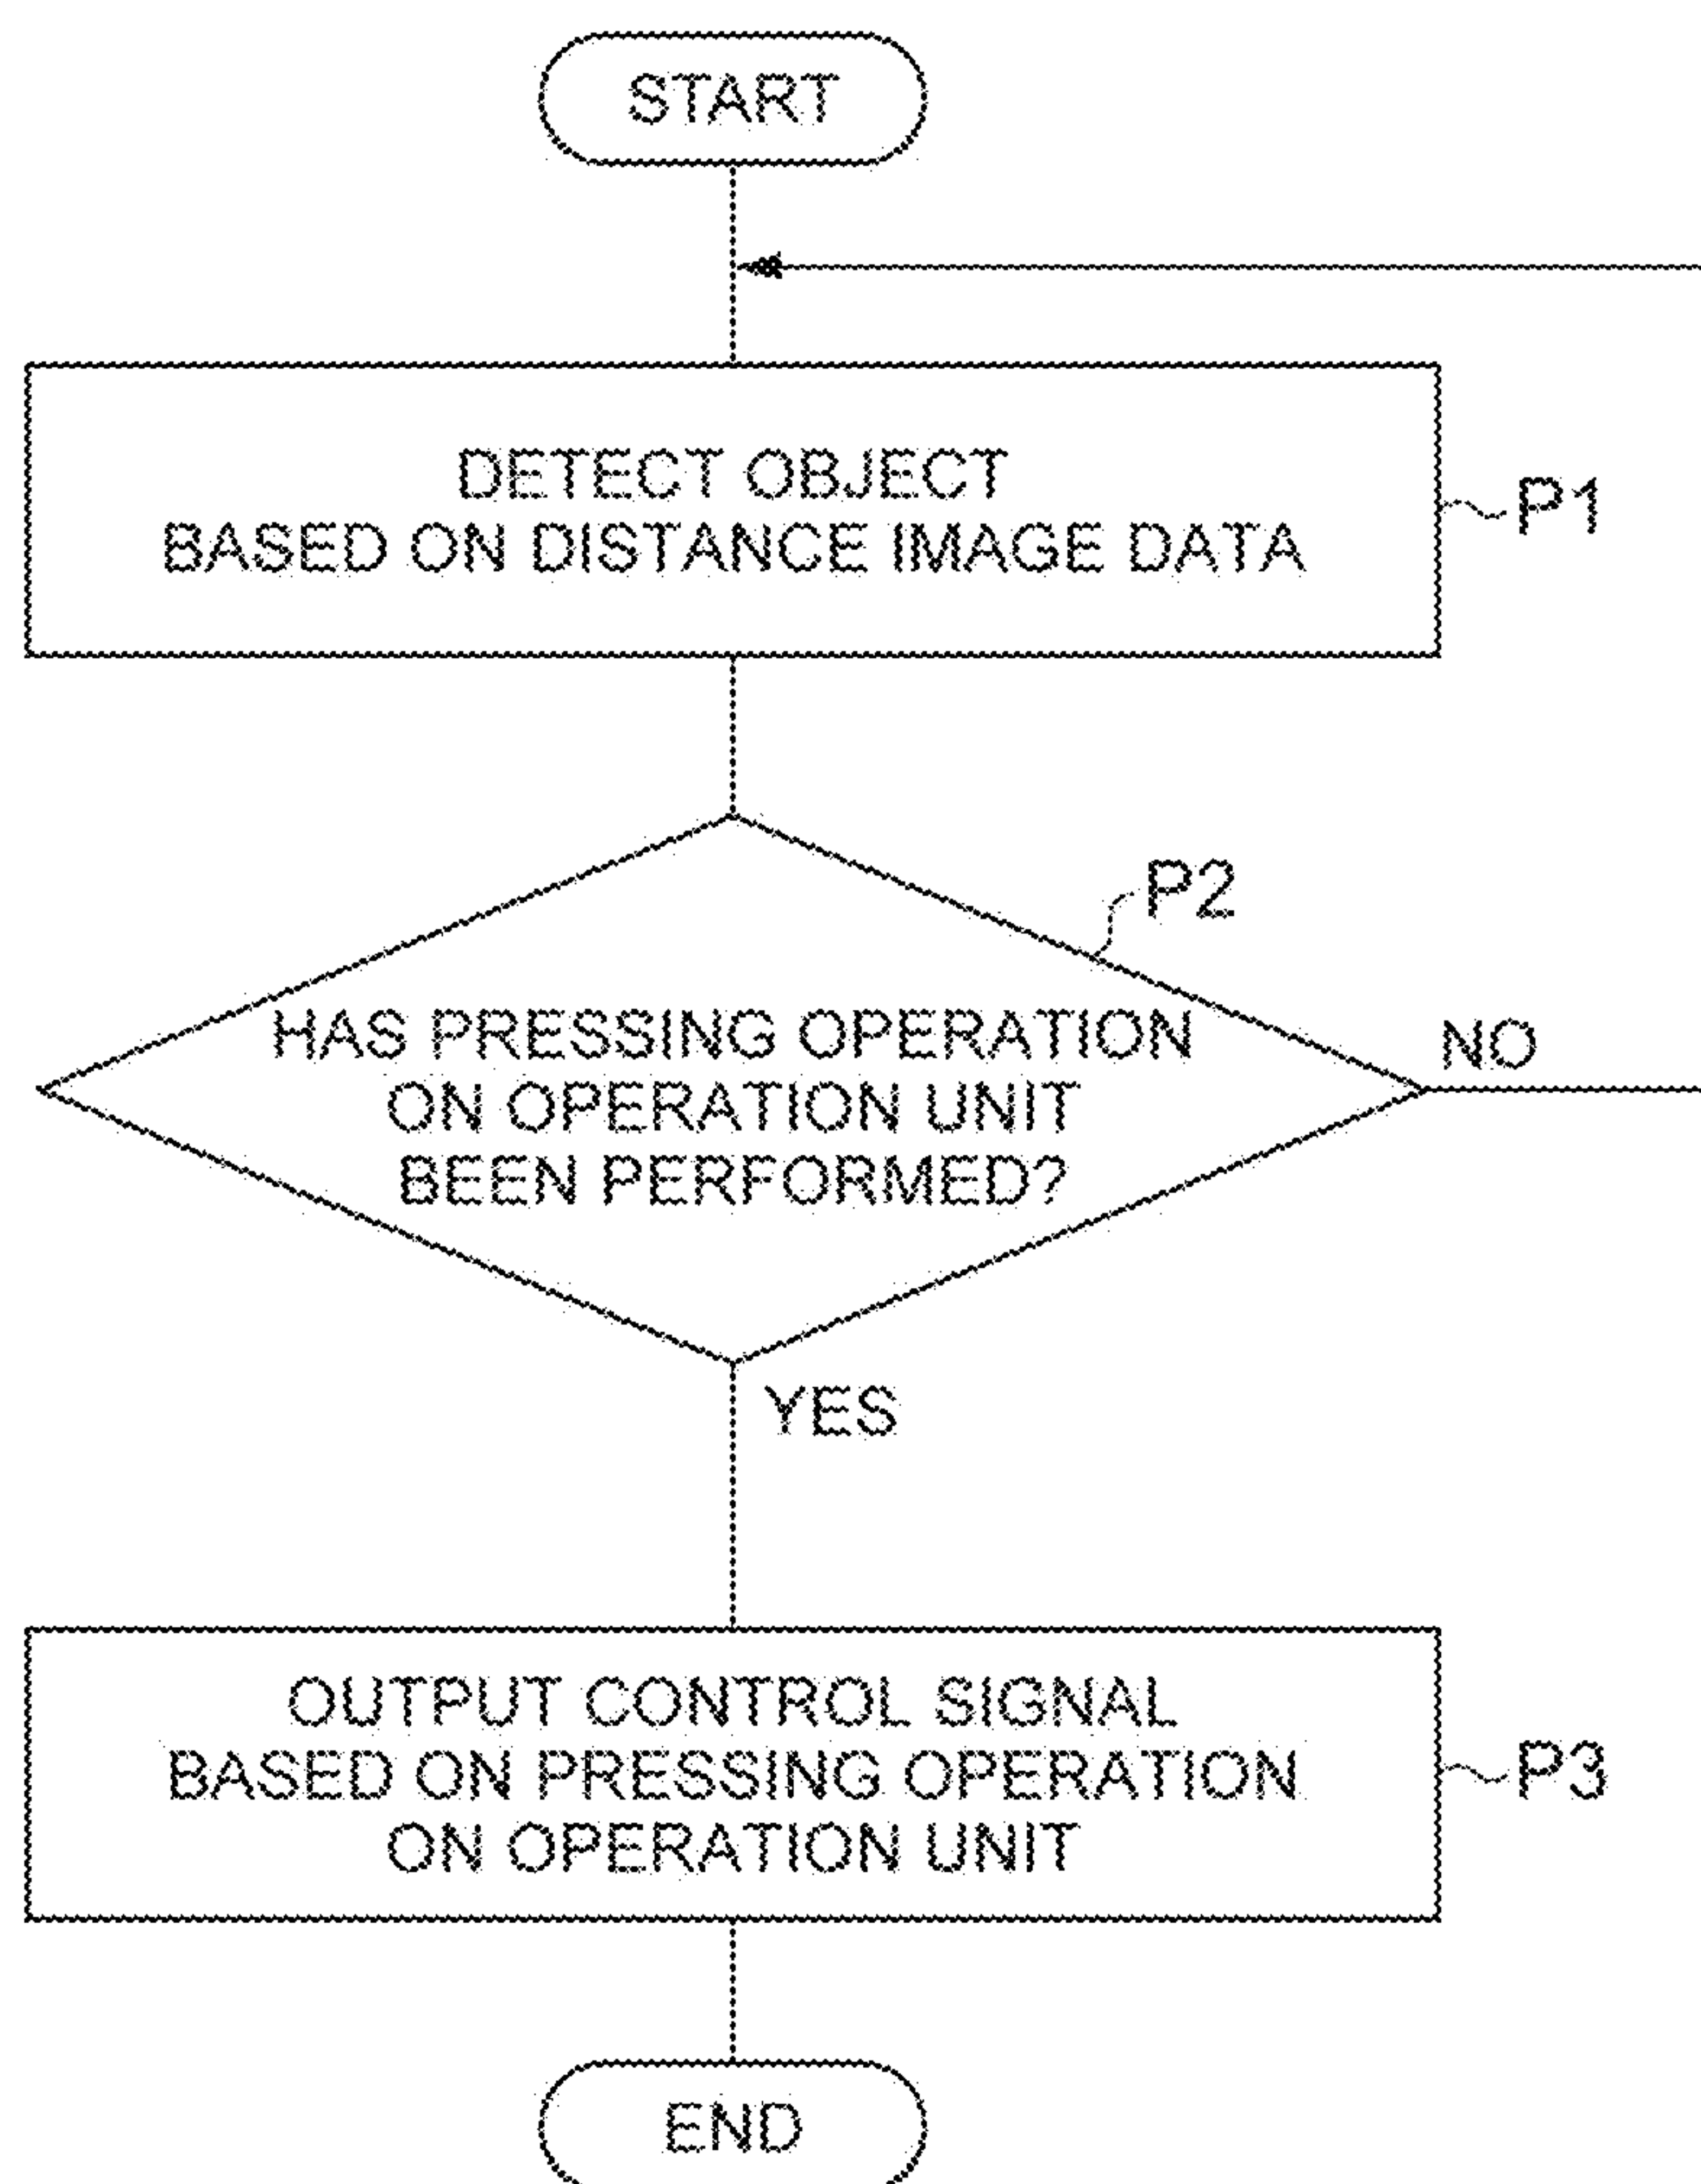 START
DETECT OBJECT
BASED ON DISTANCE IMAGE DATA
P1
P2
HAS PRESSING OPERATION
ON OPERATION UNIT
BEEN PERFORMED?
NO
YES
OUTPUT CONTROL SIGNAL
BASED ON PRESSING OPERATION
ON OPERATION UNIT
P3
END